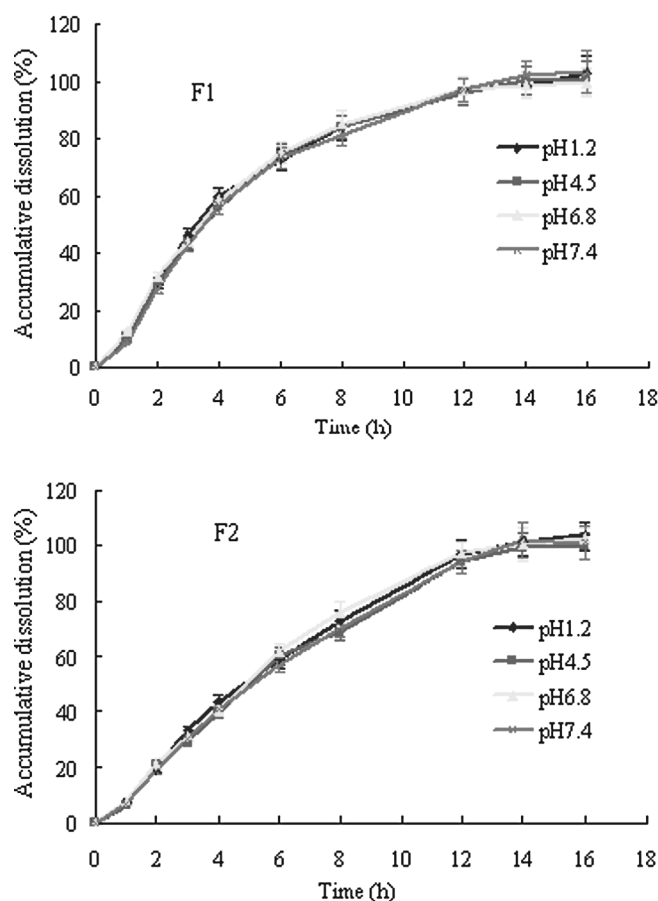 120
100
80
60
40
20
0
Accumulative dissolution (%)
F1
pH1.2
pH4.5
pH6.8
pH7.4
0 2 4 6 8 10 12 14 16 18
Time (h)
120
100
80
60
40
20
0
Accumulative dissolution (%)
F2
pH1.2
pH4.5
pH6.8
pH7.4
0 2 4 6 8 10 12 14 16 18
Time (h)